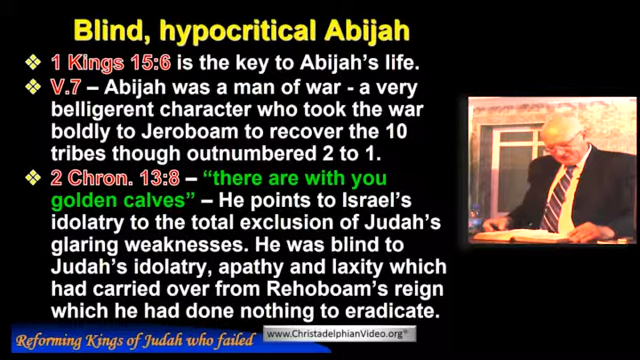 Blind, hypocritical Abijah
❖ 1 Kings 15:6 is the key to Abijah's life.
❖ V.7 – Abijah was a man of war - a very
belligerent character who took the war
boldly to Jeroboam to recover the 10
tribes though outnumbered 2 to 1.
❖ 2 Chron. 13:8 – "there are with you
golden calves" – He points to Israel's
idolatry to the total exclusion of Judah's
glaring weaknesses. He was blind to
Judah's idolatry, apathy and laxity which
had carried over from Rehoboam's reign
which he had done nothing to eradicate.
Reforming Kings of Judah who failed
www.ChristadelphianVideo.org